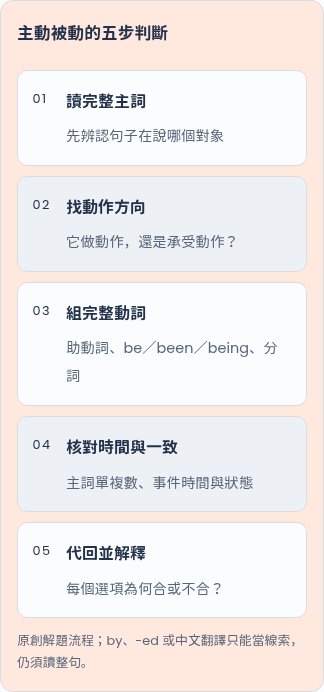 主動被動的五步判斷
01
讀完整主詞
先辨認句子在說哪個對象
02
找動作方向
它做動作，還是承受動作？
03
組完整動詞
助動詞、be／been／being、分
詞
04
核對時間與一致
主詞單複數、事件時間與狀態
05
代回並解釋
每個選項為何合或不合？
原創解題流程；by、-ed 或中文翻譯只能當線索，
仍須讀整句。